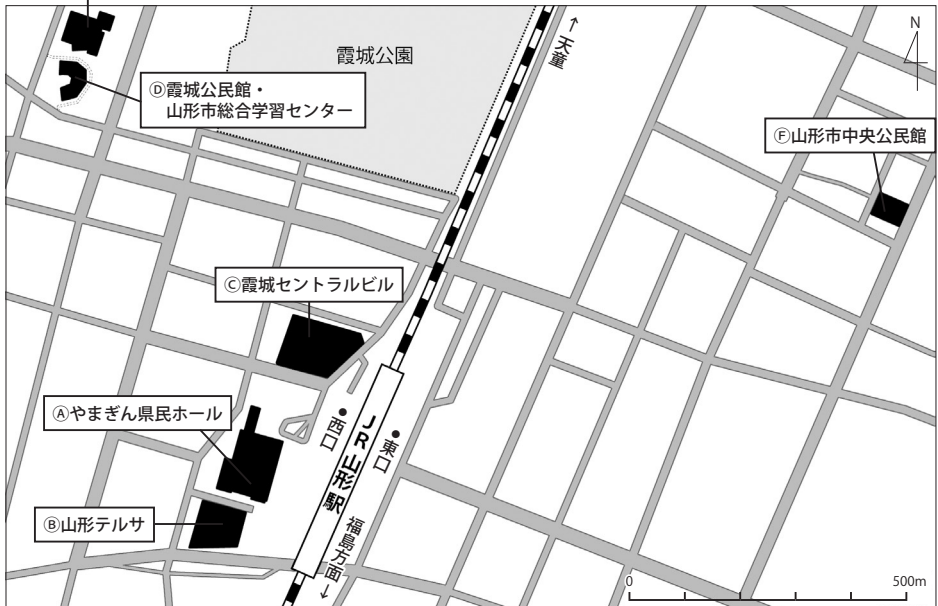 霞城公園
↑天童
N
Ⓓ霞城公民館・
山形市総合学習センター
Ⓕ山形市中央公民館
Ⓒ霞城セントラルビル
Ⓐやまぎん県民ホール
●西口
JR山形駅
●東口
Ⓑ山形テルサ
福島方面↓
0
500m